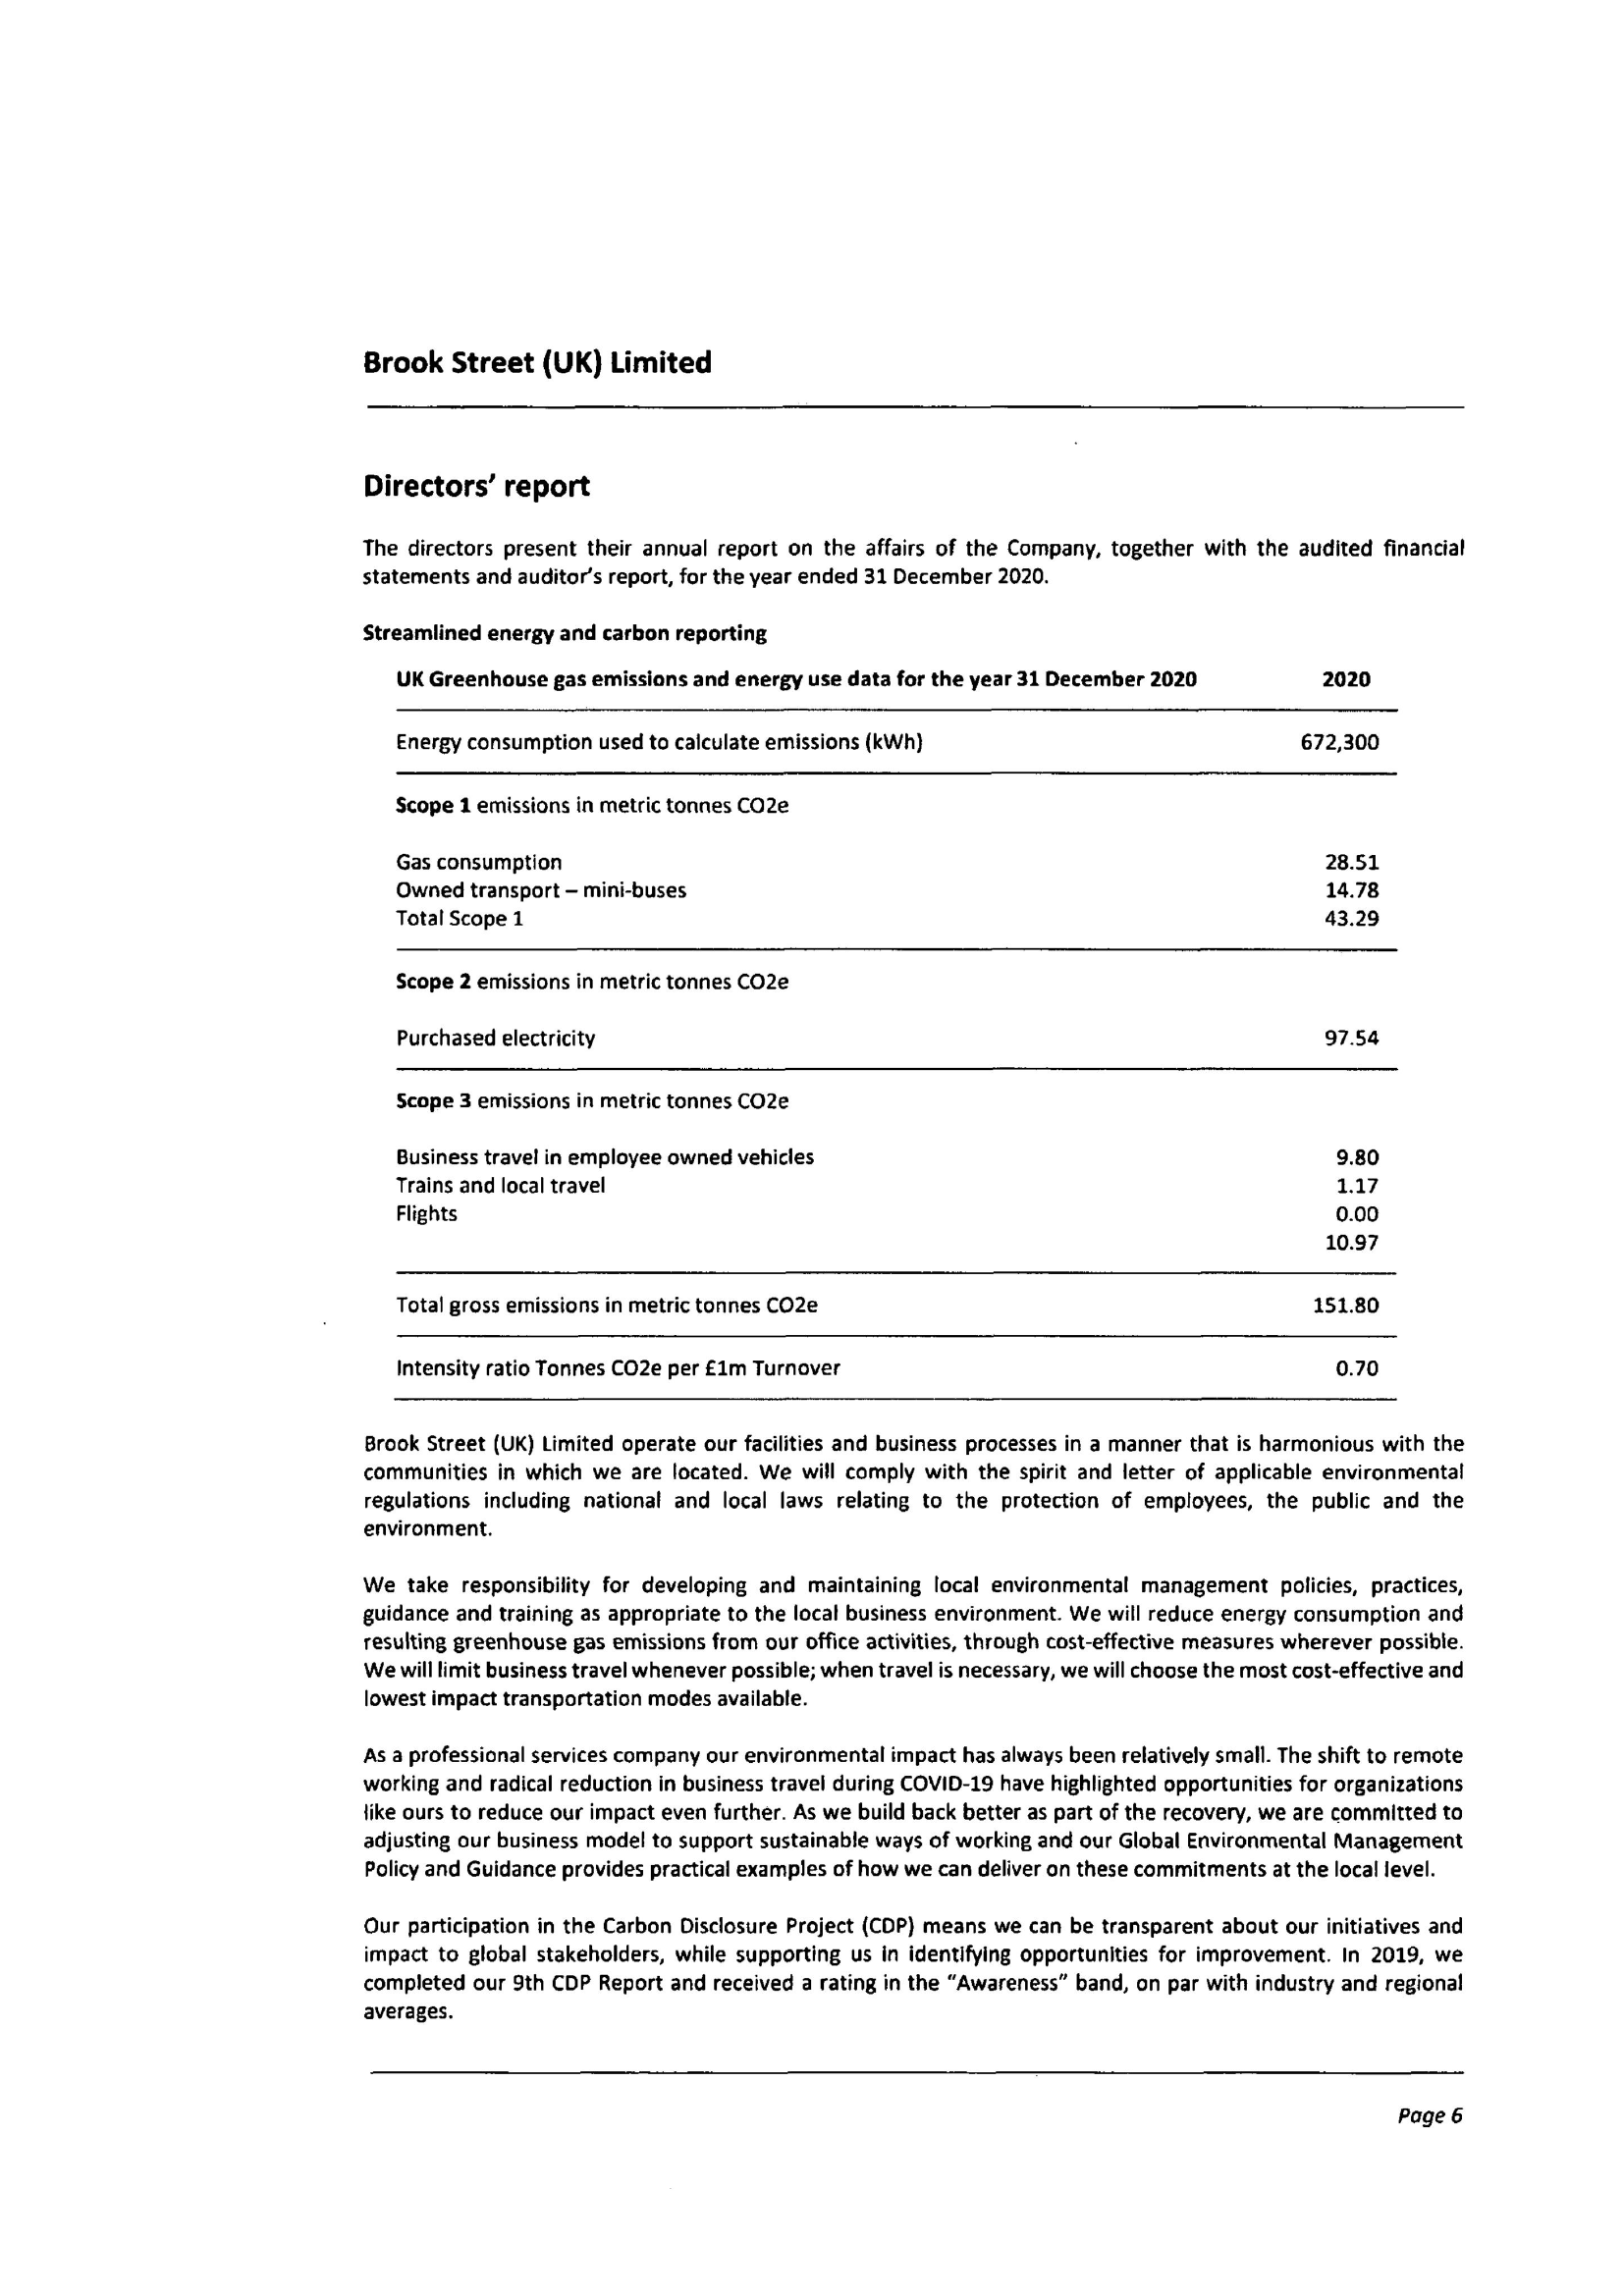 Brook Street (UK) Limited
Directors' report
The directors present their annual report on the affairs of the Company, together with the audited financial
statements and auditor's report, for the year ended 31 December 2020.
Streamlined energy and carbon reporting
UK Greenhouse gas emissions and energy use data for the year 31 December 2020 2020
Energy consumption used to calculate emissions (kWh) 672,300
Scope 1 emissions in metric tonnes CO2e
Gas consumption 28.51
Owned transport – mini-buses 14.78
Total Scope 1 43.29
Scope 2 emissions in metric tonnes CO2e
Purchased electricity 97.54
Scope 3 emissions in metric tonnes CO2e
Business travel in employee owned vehicles 9.80
Trains and local travel 1.17
Flights 0.00
10.97
Total gross emissions in metric tonnes CO2e 151.80
Intensity ratio Tonnes CO2e per £1m Turnover 0.70
Brook Street (UK) Limited operate our facilities and business processes in a manner that is harmonious with the
communities in which we are located. We will comply with the spirit and letter of applicable environmental
regulations including national and local laws relating to the protection of employees, the public and the
environment.
We take responsibility for developing and maintaining local environmental management policies, practices,
guidance and training as appropriate to the local business environment. We will reduce energy consumption and
resulting greenhouse gas emissions from our office activities, through cost-effective measures wherever possible.
We will limit business travel whenever possible; when travel is necessary, we will choose the most cost-effective and
lowest impact transportation modes available.
As a professional services company our environmental impact has always been relatively small. The shift to remote
working and radical reduction in business travel during COVID-19 have highlighted opportunities for organizations
like ours to reduce our impact even further. As we build back better as part of the recovery, we are committed to
adjusting our business model to support sustainable ways of working and our Global Environmental Management
Policy and Guidance provides practical examples of how we can deliver on these commitments at the local level.
Our participation in the Carbon Disclosure Project (CDP) means we can be transparent about our initiatives and
impact to global stakeholders, while supporting us in identifying opportunities for improvement. In 2019, we
completed our 9th CDP Report and received a rating in the "Awareness" band, on par with industry and regional
averages.
Page 6